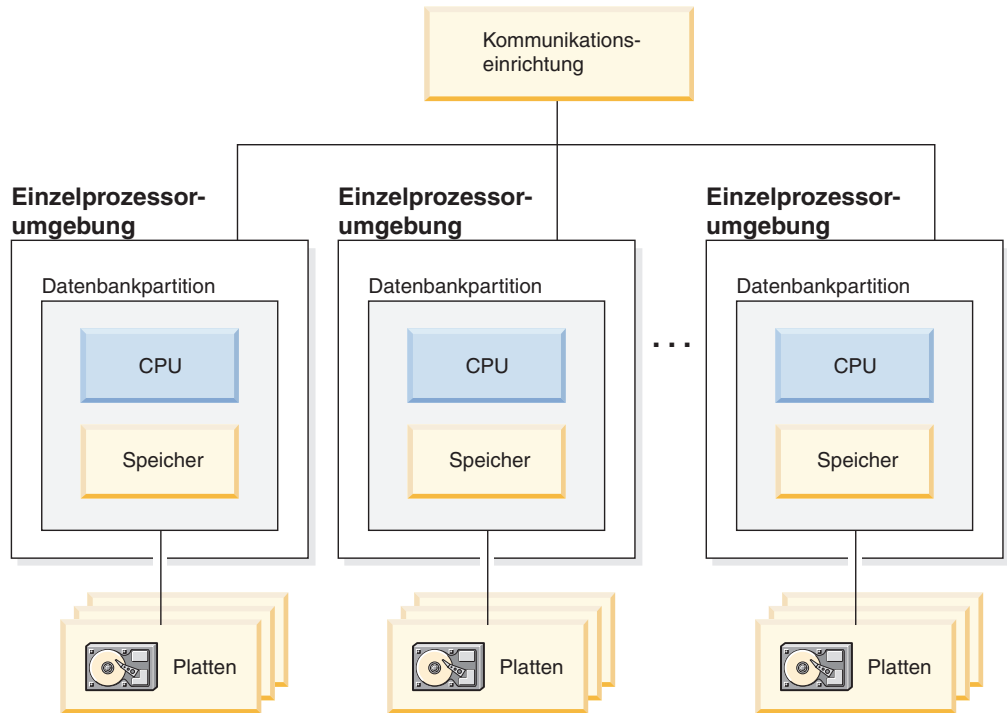 Kommunikations-
einrichtung
Einzelprozessor-
umgebung
Datenbankpartition
CPU
Speicher
Platten
Einzelprozessor-
umgebung
Datenbankpartition
CPU
Speicher
Platten
. . .
Einzelprozessor-
umgebung
Datenbankpartition
CPU
Speicher
Platten